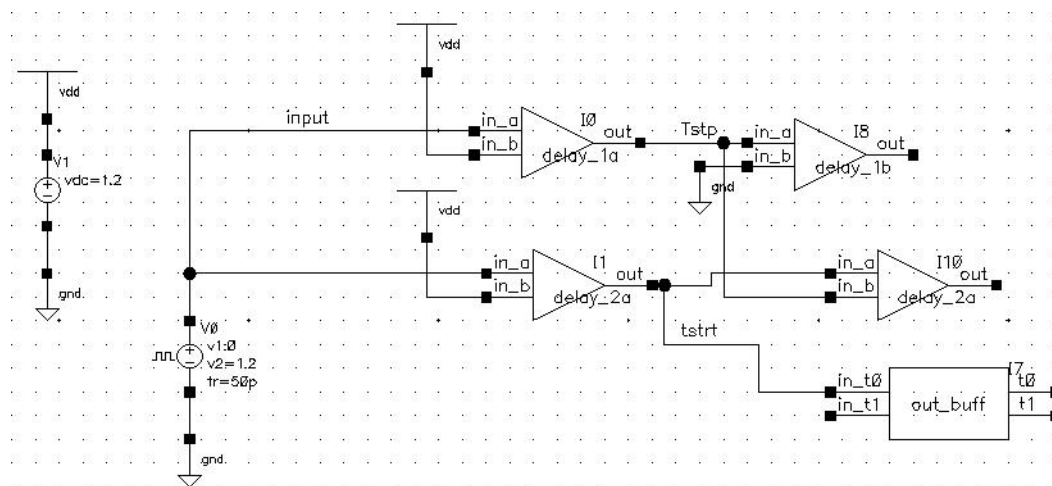 vdd
vdd
V1
vdc=1.2
gnd
input
in_a
in_b
I0
out
delay_1a
Tstp
in_a
in_b
I8
out
delay_1b
gnd
vdd
in_a
in_b
I1
out
delay_2a
in_a
in_b
I10
out
delay_2a
tstrt
V0
v1:0
v2=1.2
tr=50p
gnd
in_t0
in_t1
out_buff
I7
t0
t1